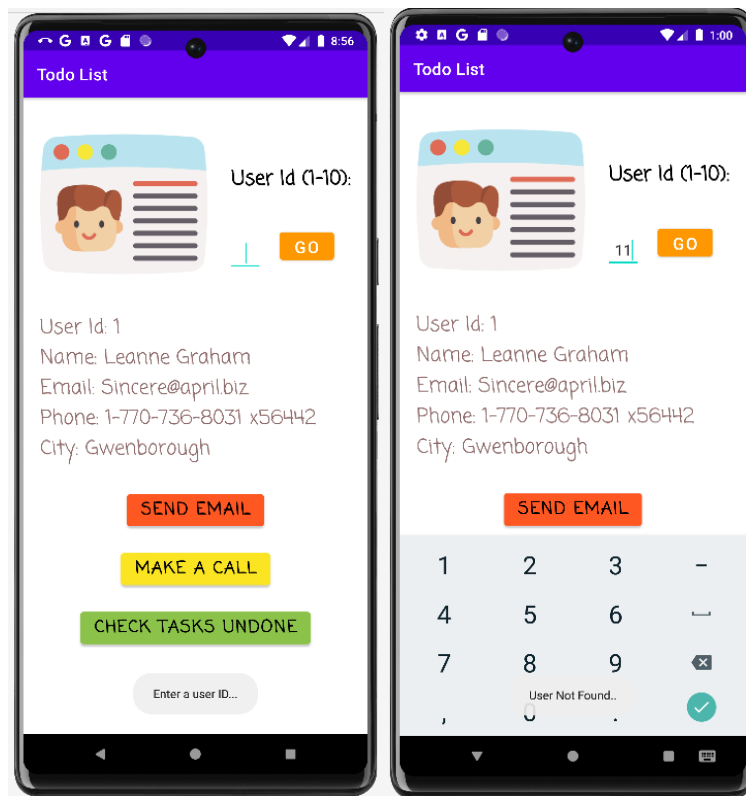 8:56
Todo List
User Id (1-10):
GO
User Id: 1
Name: Leanne Graham
Email: Sincere@april.biz
Phone: 1-770-736-8031 x56442
City: Gwenborough
SEND EMAIL
MAKE A CALL
CHECK TASKS UNDONE
Enter a user ID...
1:00
Todo List
User Id (1-10):
11 GO
User Id: 1
Name: Leanne Graham
Email: Sincere@april.biz
Phone: 1-770-736-8031 x56442
City: Gwenborough
SEND EMAIL
1 2 3 -
4 5 6
7 8 9
User Not Found..
, 0 .